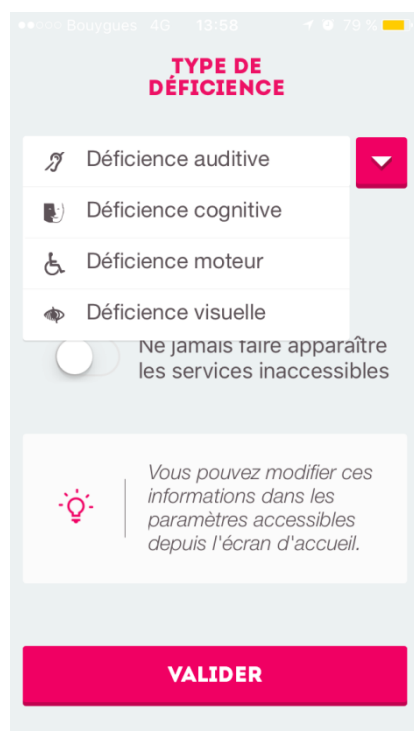 Bouygues 4G 13:58 79 %
TYPE DE
DÉFICIENCE
Déficience auditive
Déficience cognitive
Déficience moteur
Déficience visuelle
Ne jamais faire apparaître
les services inaccessibles
Vous pouvez modifier ces
informations dans les
paramètres accessibles
depuis l'écran d'accueil.
VALIDER